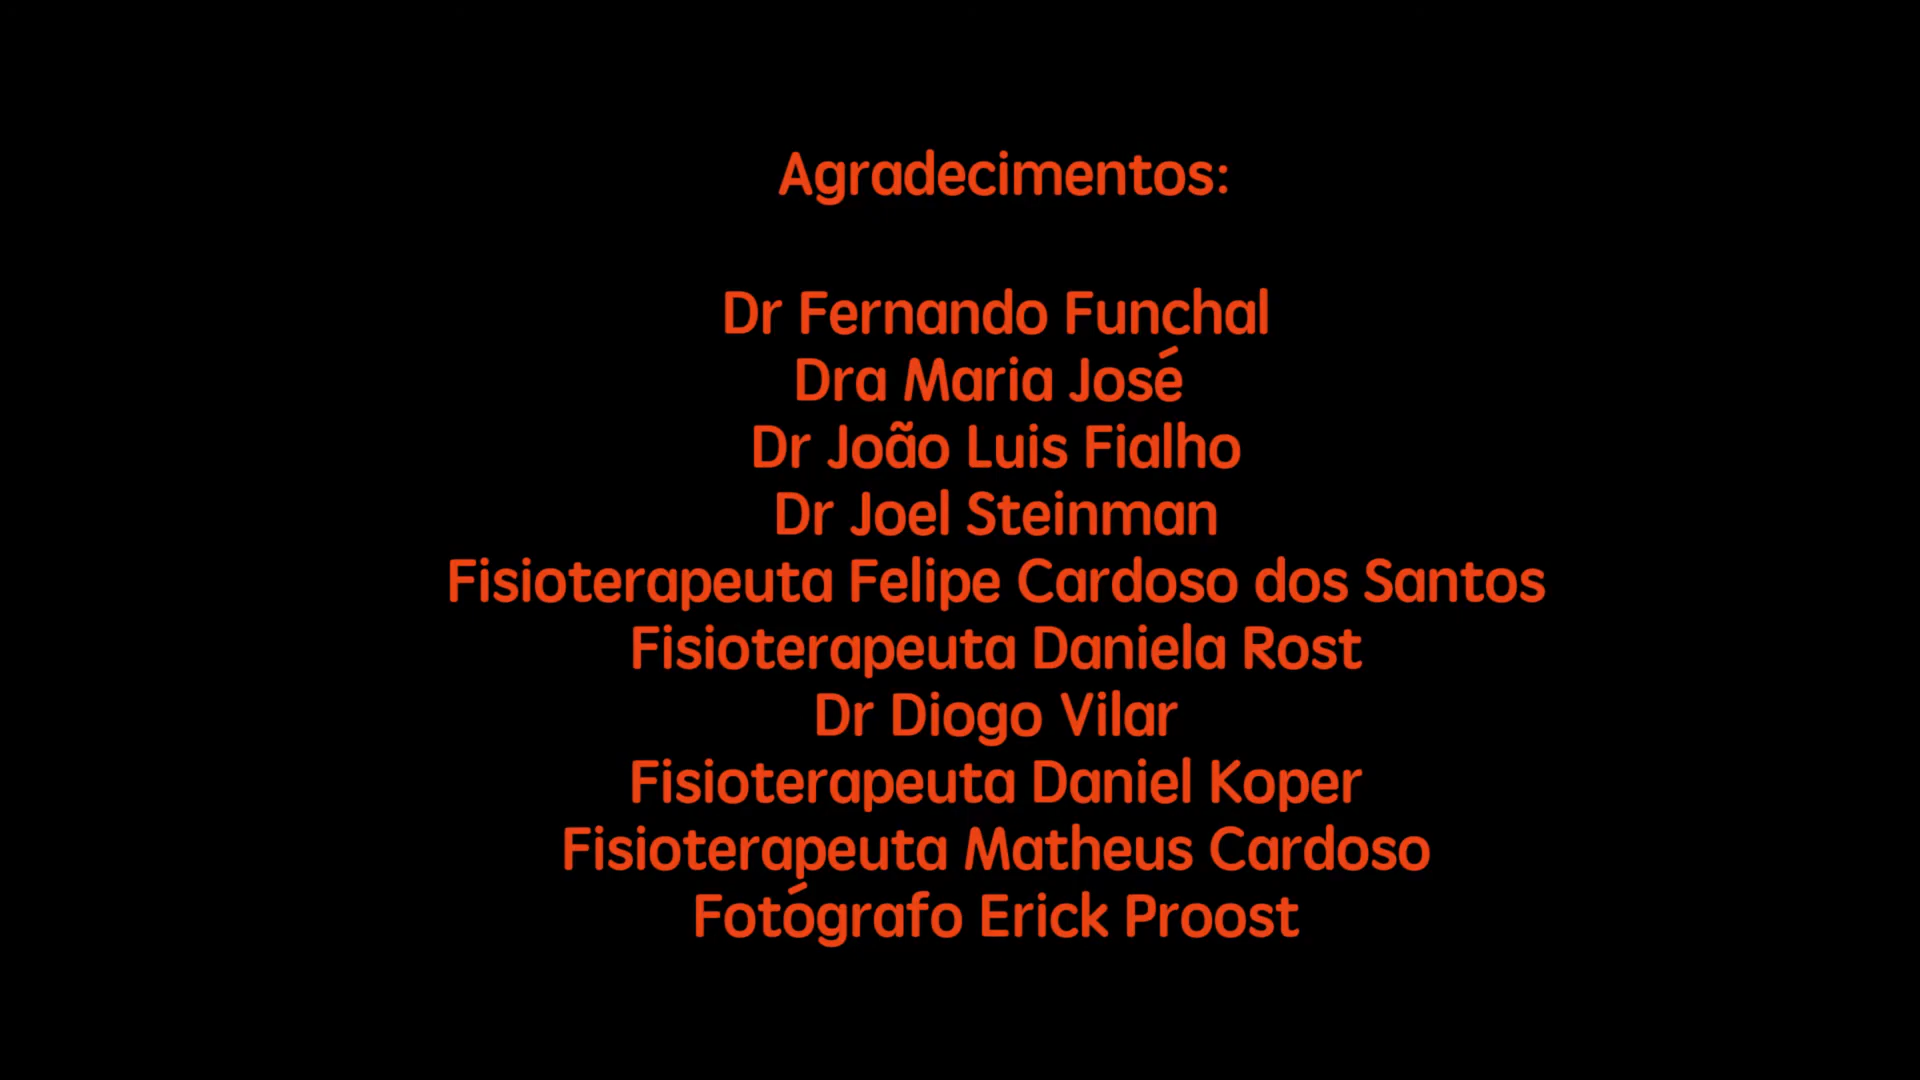 Agradecimentos:
Dr Fernando Funchal
Dra Maria José
Dr João Luis Fialho
Dr Joel Steinman
Fisioterapeuta Felipe Cardoso dos Santos
Fisioterapeuta Daniela Rost
Dr Diogo Vilar
Fisioterapeuta Daniel Koper
Fisioterapeuta Matheus Cardoso
Fotógrafo Erick Proost